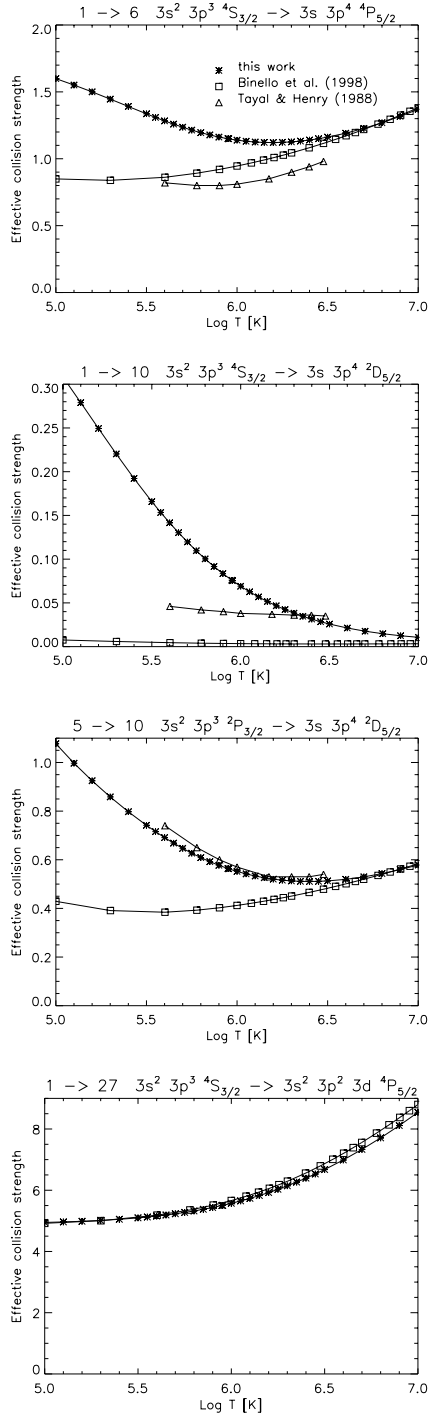 1 −> 6 3s² 3p³ ⁴S₃/₂ −> 3s 3p⁴ ⁴P₅/₂
2.0
1.5
1.0
0.5
0.0
Effective collision strength
this work
Binello et al. (1998)
Tayal & Henry (1988)
5.0 5.5 6.0 6.5 7.0
Log T [K]
1 −> 10 3s² 3p³ ⁴S₃/₂ −> 3s 3p⁴ ²D₅/₂
0.30
0.25
0.20
0.15
0.10
0.05
0.00
Effective collision strength
5.0 5.5 6.0 6.5 7.0
Log T [K]
5 −> 10 3s² 3p³ ²P₃/₂ −> 3s 3p⁴ ²D₅/₂
1.0
0.8
0.6
0.4
0.2
0.0
Effective collision strength
5.0 5.5 6.0 6.5 7.0
Log T [K]
1 −> 27 3s² 3p³ ⁴S₃/₂ −> 3s² 3p² 3d ⁴P₅/₂
8
6
4
2
0
Effective collision strength
5.0 5.5 6.0 6.5 7.0
Log T [K]